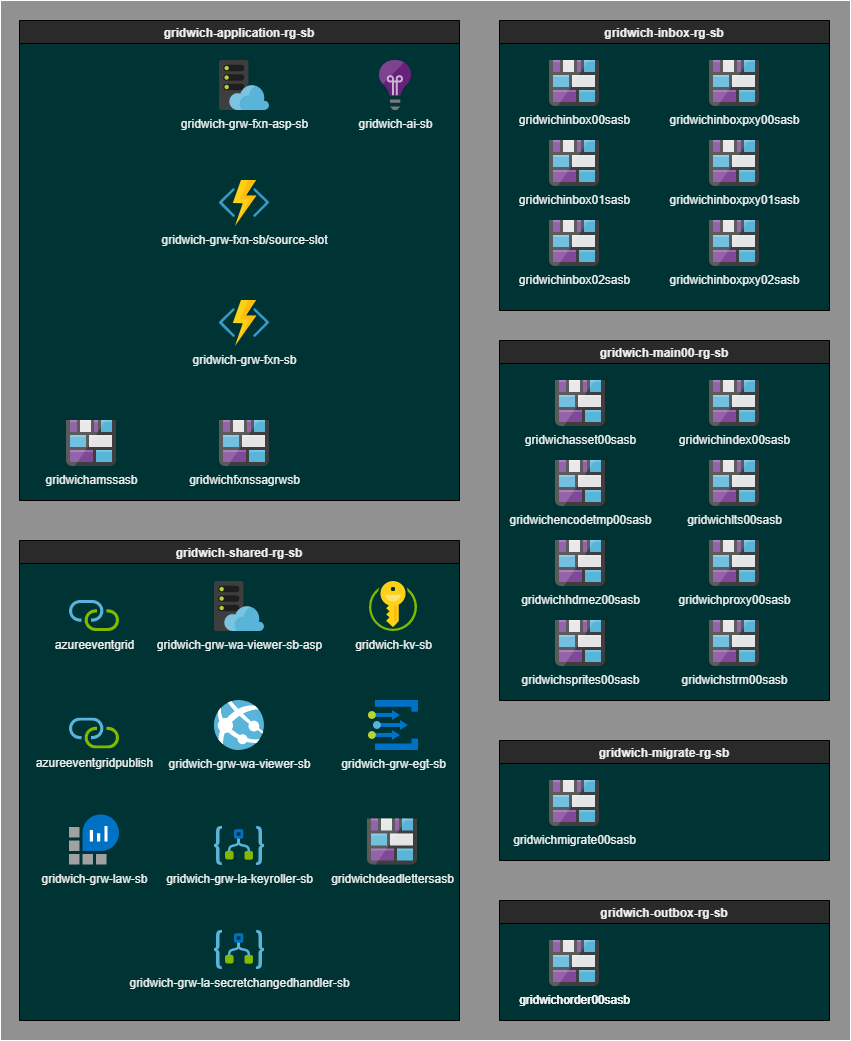 gridwich-application-rg-sb
gridwich-grw-fxn-asp-sb
gridwich-ai-sb
gridwich-grw-fxn-sb/source-slot
gridwich-grw-fxn-sb
gridwichamssasb
gridwichfxnssagrwsb
gridwich-shared-rg-sb
azureeventgrid
gridwich-grw-wa-viewer-sb-asp
gridwich-kv-sb
azureeventgridpublish
gridwich-grw-wa-viewer-sb
gridwich-grw-egt-sb
gridwich-grw-law-sb
gridwich-grw-la-keyroller-sb
gridwichdeadlettersasb
gridwich-grw-la-secretchangedhandler-sb
gridwich-inbox-rg-sb
gridwichinbox00sasb
gridwichinboxpxy00sasb
gridwichinbox01sasb
gridwichinboxpxy01sasb
gridwichinbox02sasb
gridwichinboxpxy02sasb
gridwich-main00-rg-sb
gridwichasset00sasb
gridwichindex00sasb
gridwichencodetmp00sasb
gridwichlts00sasb
gridwichhdmez00sasb
gridwichproxy00sasb
gridwichsprites00sasb
gridwichstrm00sasb
gridwich-migrate-rg-sb
gridwichmigrate00sasb
gridwich-outbox-rg-sb
gridwichorder00sasb